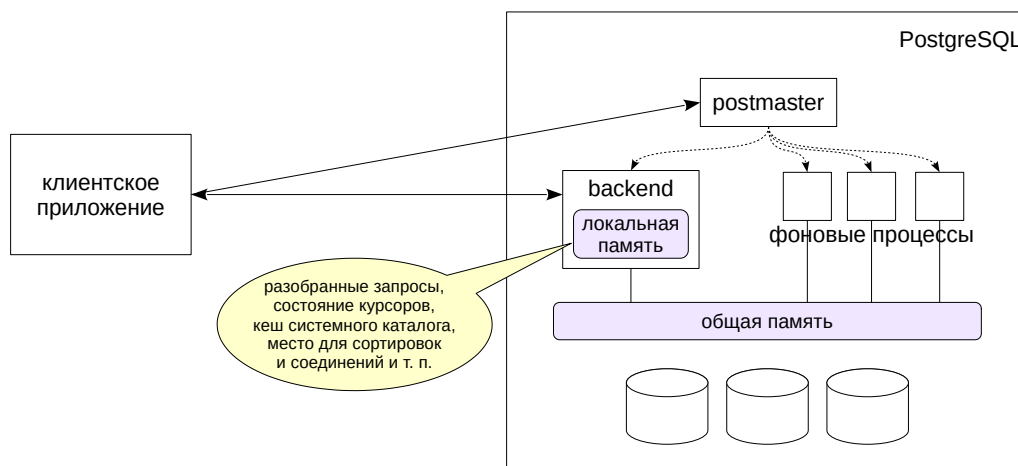 PostgreSQL
postmaster
клиентское
приложение
backend
локальная
память
фоновые процессы
разобранные запросы,
состояние курсоров,
кеш системного каталога,
место для сортировок
и соединений и т. п.
общая память